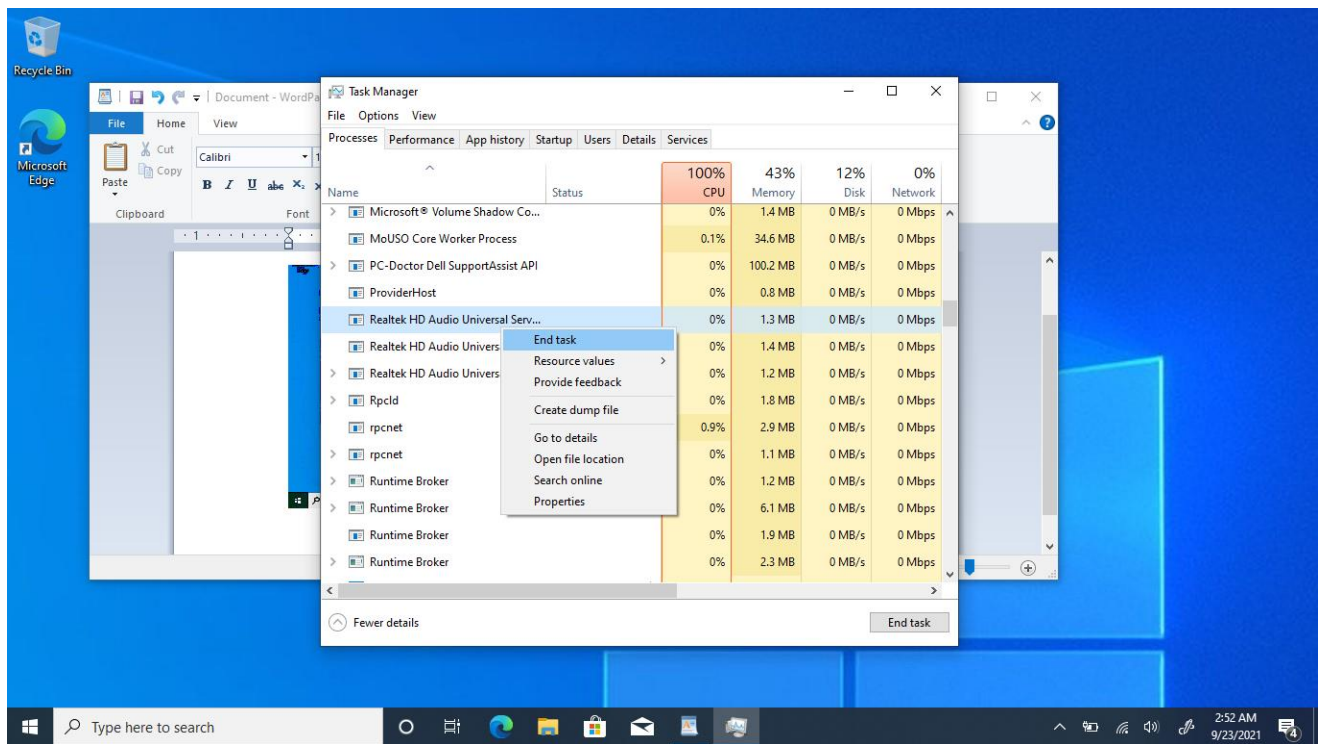 Recycle Bin
Microsoft
Edge
Document - WordPa
File Home View
Paste
Cut
Copy
Clipboard
Calibri
B I U abc X₂
Font
1
Task Manager
File Options View
Processes Performance App history Startup Users Details Services
Name Status 100% CPU 43% Memory 12% Disk 0% Network
Microsoft® Volume Shadow Co... 0% 1.4 MB 0 MB/s 0 Mbps
MoUSO Core Worker Process 0.1% 34.6 MB 0 MB/s 0 Mbps
PC-Doctor Dell SupportAssist API 0% 100.2 MB 0 MB/s 0 Mbps
ProviderHost 0% 0.8 MB 0 MB/s 0 Mbps
Realtek HD Audio Universal Serv... 0% 1.3 MB 0 MB/s 0 Mbps
Realtek HD Audio Univers 0% 1.4 MB 0 MB/s 0 Mbps
Realtek HD Audio Univers 0% 1.2 MB 0 MB/s 0 Mbps
Rpcld 0% 1.8 MB 0 MB/s 0 Mbps
rpcnet 0.9% 2.9 MB 0 MB/s 0 Mbps
rpcnet 0% 1.1 MB 0 MB/s 0 Mbps
Runtime Broker 0% 1.2 MB 0 MB/s 0 Mbps
Runtime Broker 0% 6.1 MB 0 MB/s 0 Mbps
Runtime Broker 0% 1.9 MB 0 MB/s 0 Mbps
Runtime Broker 0% 2.3 MB 0 MB/s 0 Mbps
End task
Resource values
Provide feedback
Create dump file
Go to details
Open file location
Search online
Properties
Fewer details
End task
Type here to search
2:52 AM
9/23/2021
4